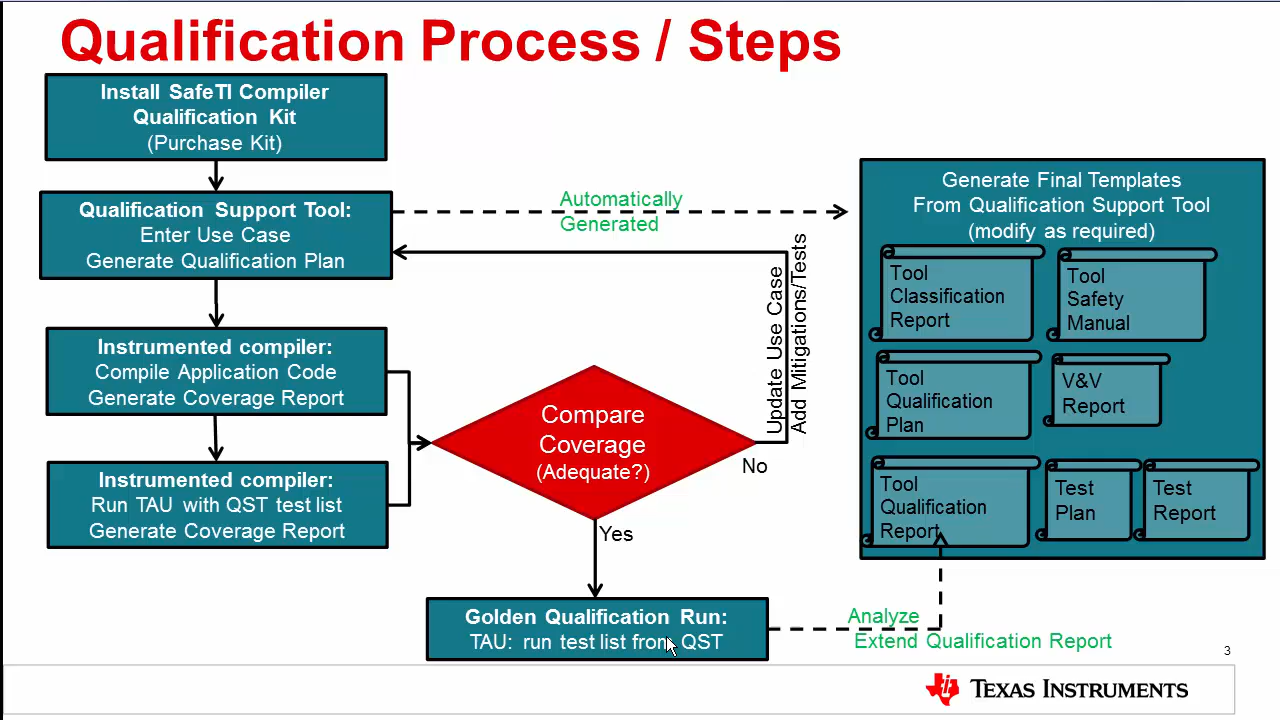 Qualification Process / Steps
Install SafeTI Compiler
Qualification Kit
(Purchase Kit)
Qualification Support Tool:
Enter Use Case
Generate Qualification Plan
Instrumented compiler:
Compile Application Code
Generate Coverage Report
Instrumented compiler:
Run TAU with QST test list
Generate Coverage Report
Automatically
Generated
Update Use Case
Add Mitigations/Tests
Compare
Coverage
(Adequate?)
No
Yes
Golden Qualification Run:
TAU: run test list from QST
Analyze
Extend Qualification Report
Generate Final Templates
From Qualification Support Tool
(modify as required)
Tool
Classification
Report
Tool
Safety
Manual
Tool
Qualification
Plan
V&V
Report
Tool
Qualification
Report
Test
Plan
Test
Report
3
TEXAS INSTRUMENTS